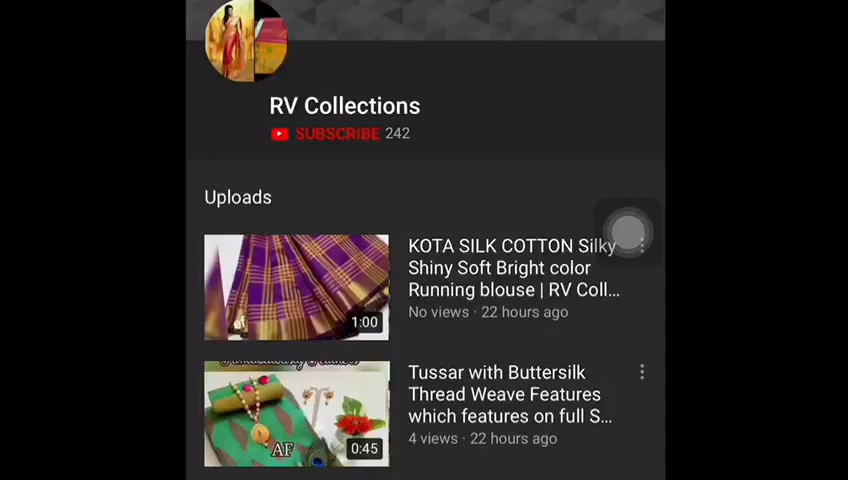 RV Collections
SUBSCRIBE 242
Uploads
KOTA SILK COTTON Silky
Shiny Soft Bright color
Running blouse | RV Coll...
No views · 22 hours ago
1:00
Tussar with Buttersilk
Thread Weave Features
which features on full S...
4 views · 22 hours ago
AF
0:45